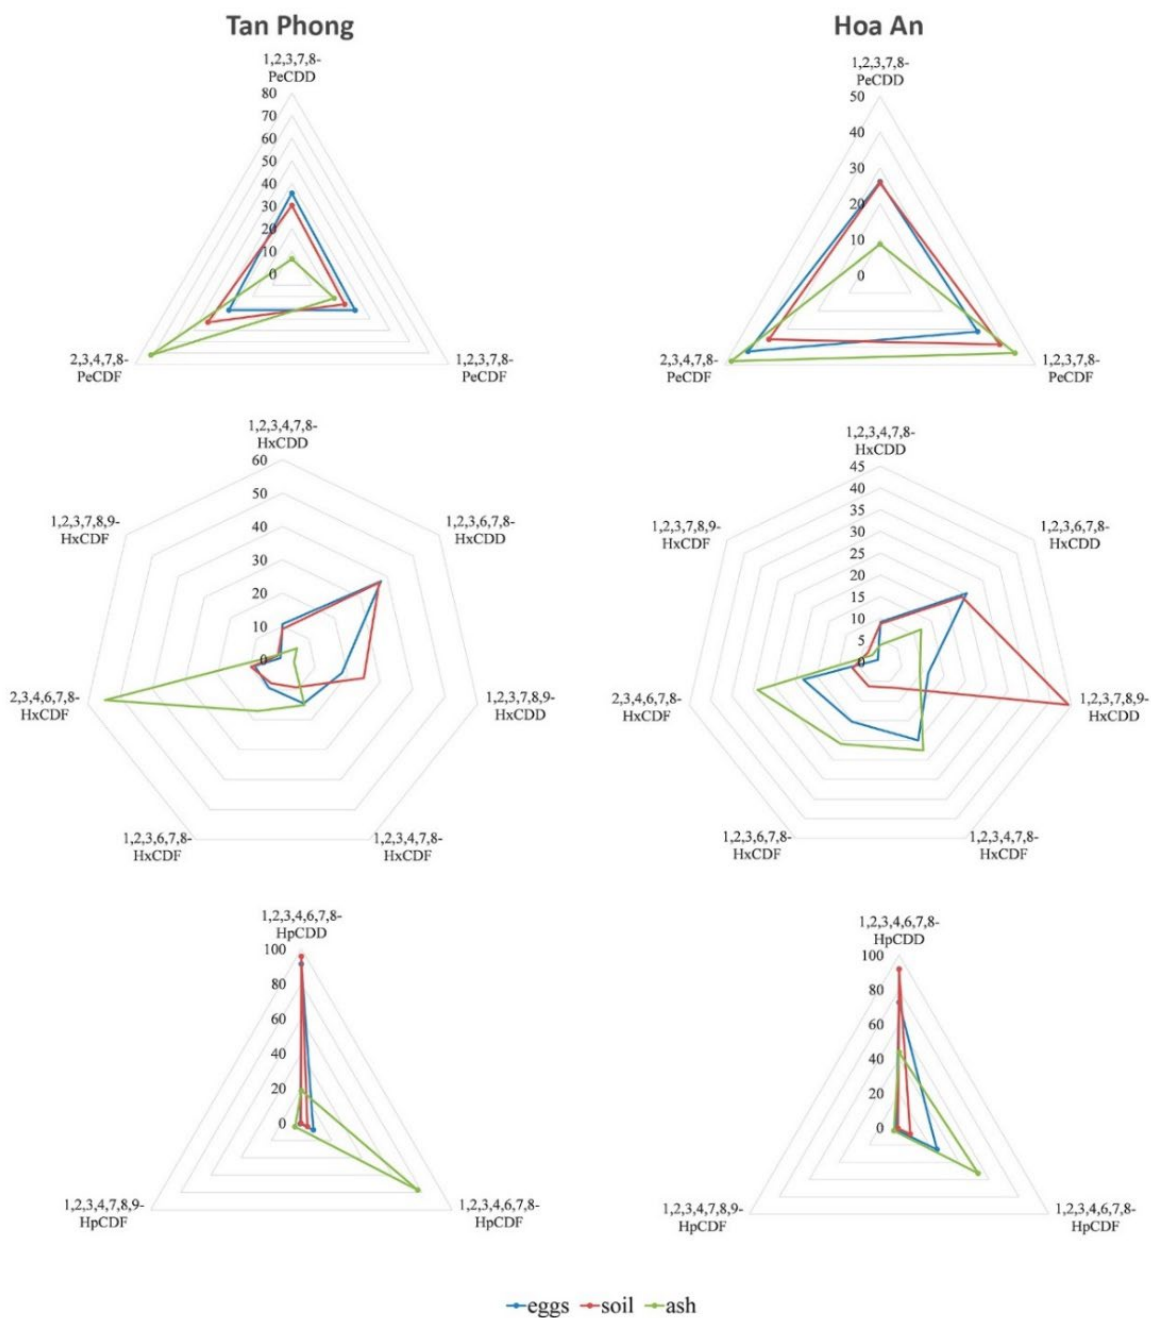 Tan Phong
1,2,3,7,8-
PeCDD
80
70
60
50
40
30
20
10
0
2,3,4,7,8-
PeCDF
1,2,3,7,8-
PeCDF
Hoa An
1,2,3,7,8-
PeCDD
50
40
30
20
10
0
2,3,4,7,8-
PeCDF
1,2,3,7,8-
PeCDF
1,2,3,4,7,8-
HxCDD
60
50
40
30
20
10
0
1,2,3,7,8,9-
HxCDF
1,2,3,6,7,8-
HxCDD
2,3,4,6,7,8-
HxCDF
1,2,3,7,8,9-
HxCDD
1,2,3,6,7,8-
HxCDF
1,2,3,4,7,8-
HxCDF
1,2,3,4,7,8-
HxCDD
45
40
35
30
25
20
15
10
5
0
1,2,3,7,8,9-
HxCDF
1,2,3,6,7,8-
HxCDD
2,3,4,6,7,8-
HxCDF
1,2,3,7,8,9-
HxCDD
1,2,3,6,7,8-
HxCDF
1,2,3,4,7,8-
HxCDF
1,2,3,4,6,7,8-
HpCDD
100
80
60
40
20
0
1,2,3,4,7,8,9-
HpCDF
1,2,3,4,6,7,8-
HpCDF
1,2,3,4,6,7,8-
HpCDD
100
80
60
40
20
0
1,2,3,4,7,8,9-
HpCDF
1,2,3,4,6,7,8-
HpCDF
eggs soil ash